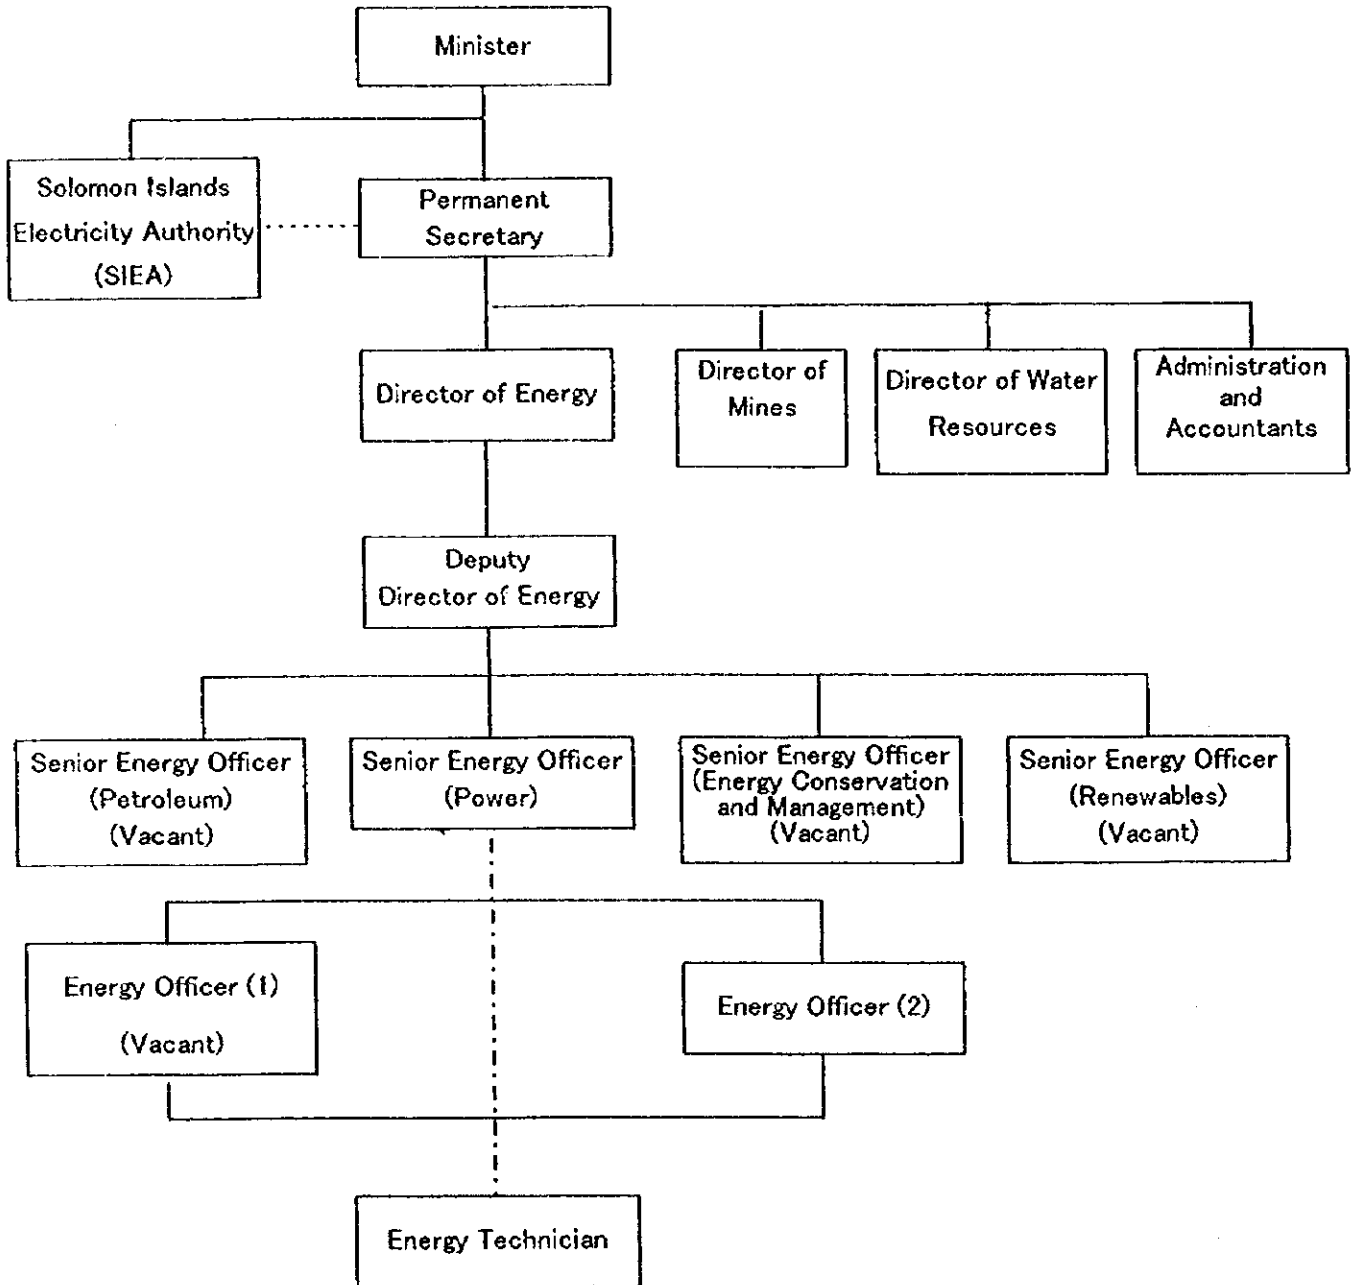 Minister
Solomon Islands
Electricity Authority
(SIEA)
Permanent
Secretary
Director of Energy
Director of
Mines
Director of Water
Resources
Administration
and
Accountants
Deputy
Director of Energy
Senior Energy Officer
(Petroleum)
(Vacant)
Senior Energy Officer
(Power)
Senior Energy Officer
(Energy Conservation
and Management)
(Vacant)
Senior Energy Officer
(Renewables)
(Vacant)
Energy Officer (1)
(Vacant)
Energy Officer (2)
Energy Technician